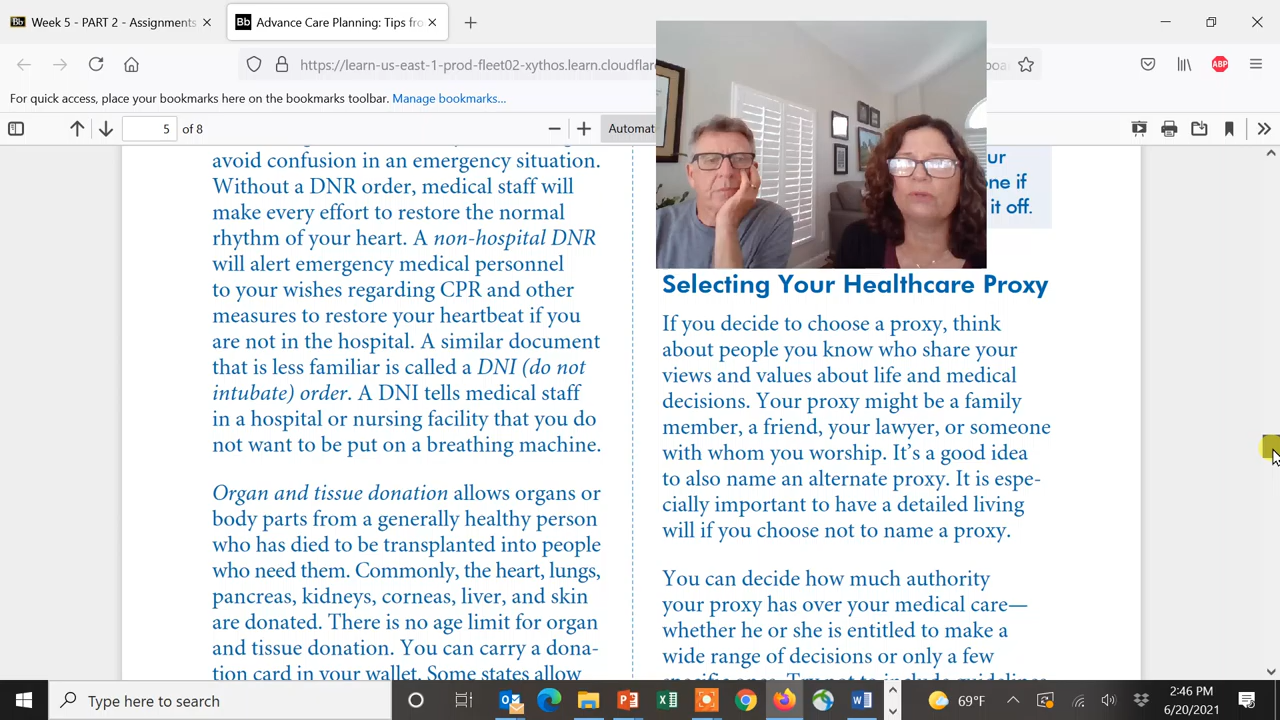 Week 5 - PART 2 - Assignments
Advance Care Planning: Tips fro
https://learn-us-east-1-prod-fleet02-xythos.learn.cloudflare
For quick access, place your bookmarks here on the bookmarks toolbar. Manage bookmarks...
5 of 8
Automat
avoid confusion in an emergency situation.
Without a DNR order, medical staff will
make every effort to restore the normal
rhythm of your heart. A non-hospital DNR
will alert emergency medical personnel
to your wishes regarding CPR and other
measures to restore your heartbeat if you
are not in the hospital. A similar document
that is less familiar is called a DNI (do not
intubate) order. A DNI tells medical staff
in a hospital or nursing facility that you do
not want to be put on a breathing machine.
Organ and tissue donation allows organs or
body parts from a generally healthy person
who has died to be transplanted into people
who need them. Commonly, the heart, lungs,
pancreas, kidneys, corneas, liver, and skin
are donated. There is no age limit for organ
and tissue donation. You can carry a dona-
tion card in your wallet. Some states allow
ur
ne if
it off.
Selecting Your Healthcare Proxy
If you decide to choose a proxy, think
about people you know who share your
views and values about life and medical
decisions. Your proxy might be a family
member, a friend, your lawyer, or someone
with whom you worship. It's a good idea
to also name an alternate proxy. It is espe-
cially important to have a detailed living
will if you choose not to name a proxy.
You can decide how much authority
your proxy has over your medical care—
whether he or she is entitled to make a
wide range of decisions or only a few
specific ones. Try not to include guidelines
Type here to search
69°F
2:46 PM
6/20/2021